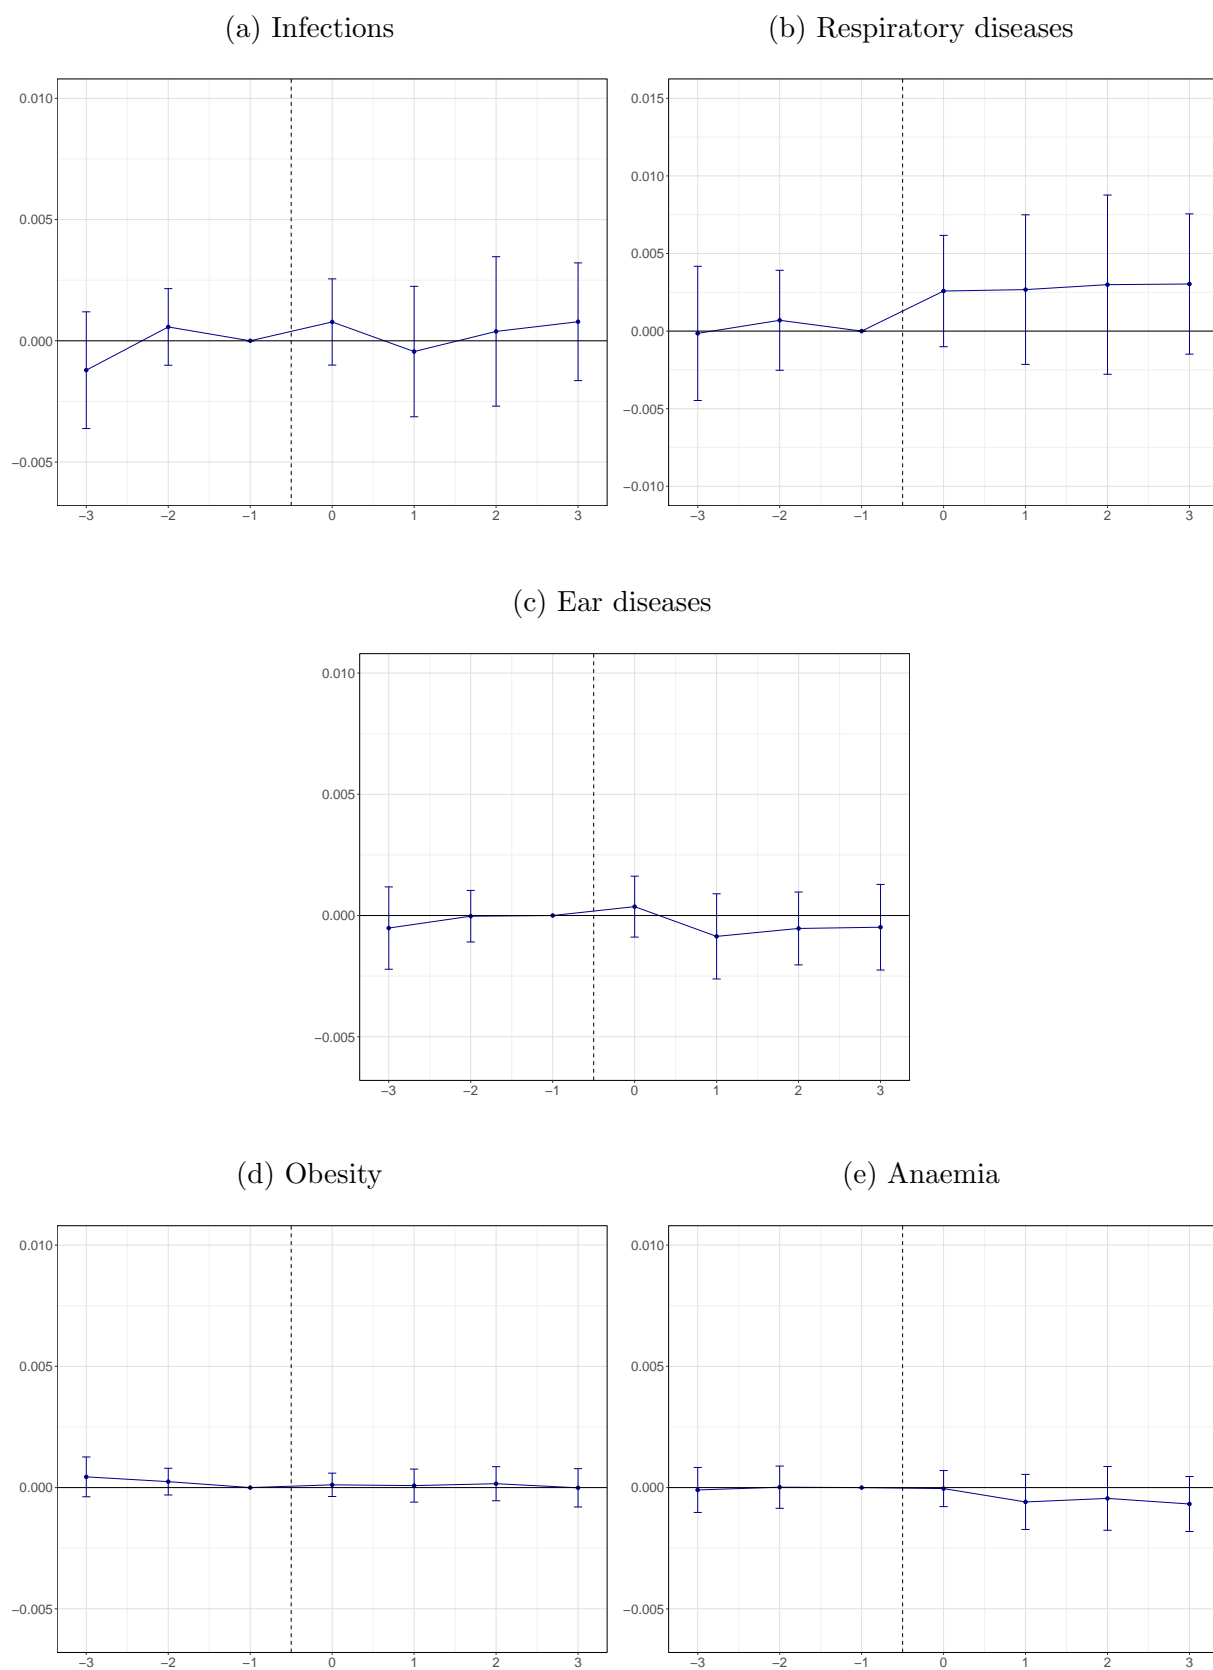 (a) Infections
(b) Respiratory diseases
0.010
0.005
0.000
−0.005
−3 −2 −1 0 1 2 3
0.015
0.010
0.005
0.000
−0.005
−0.010
−3 −2 −1 0 1 2 3
(c) Ear diseases
0.010
0.005
0.000
−0.005
−3 −2 −1 0 1 2 3
(d) Obesity
(e) Anaemia
0.010
0.005
0.000
−0.005
−3 −2 −1 0 1 2 3
0.010
0.005
0.000
−0.005
−3 −2 −1 0 1 2 3